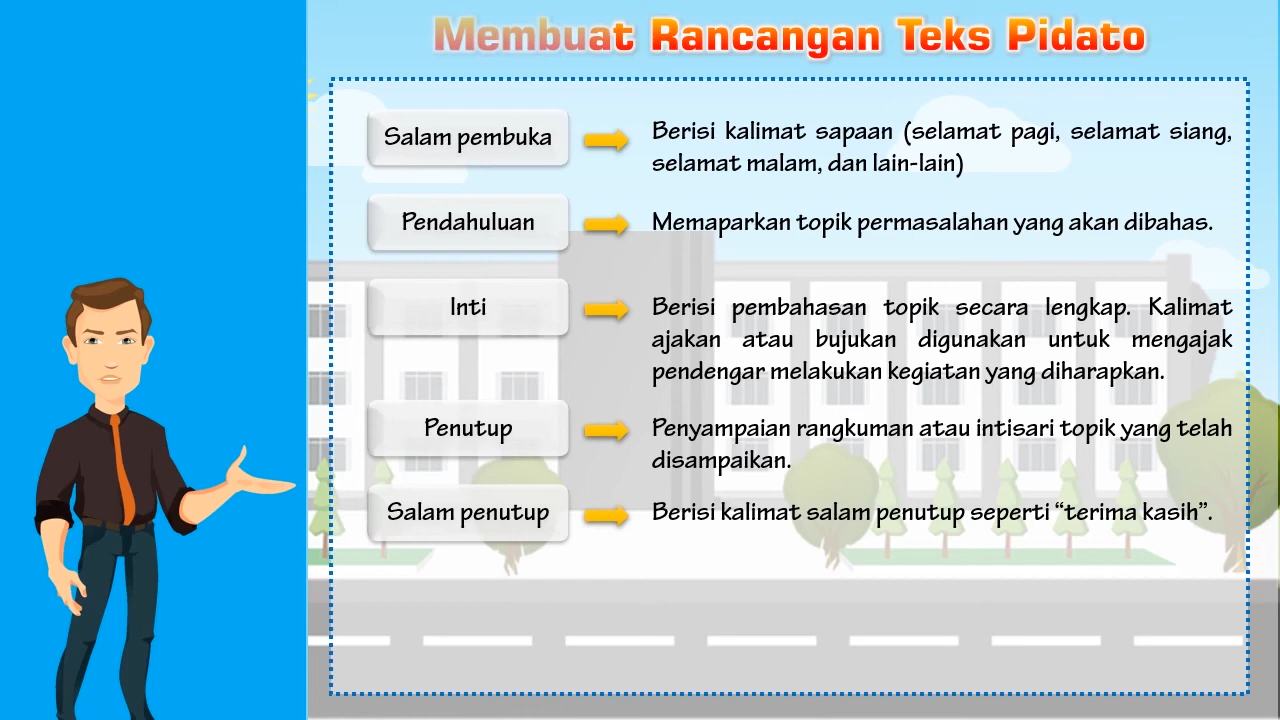 Membuat Rancangan Teks Pidato
Salam pembuka
Berisi kalimat sapaan (selamat pagi, selamat siang,
selamat malam, dan lain-lain)
Pendahuluan
Memaparkan topik permasalahan yang akan dibahas.
Inti
Berisi pembahasan topik secara lengkap. Kalimat
ajakan atau bujukan digunakan untuk mengajak
pendengar melakukan kegiatan yang diharapkan.
Penutup
Penyampaian rangkuman atau intisari topik yang telah
disampaikan.
Salam penutup
Berisi kalimat salam penutup seperti “terima kasih”.